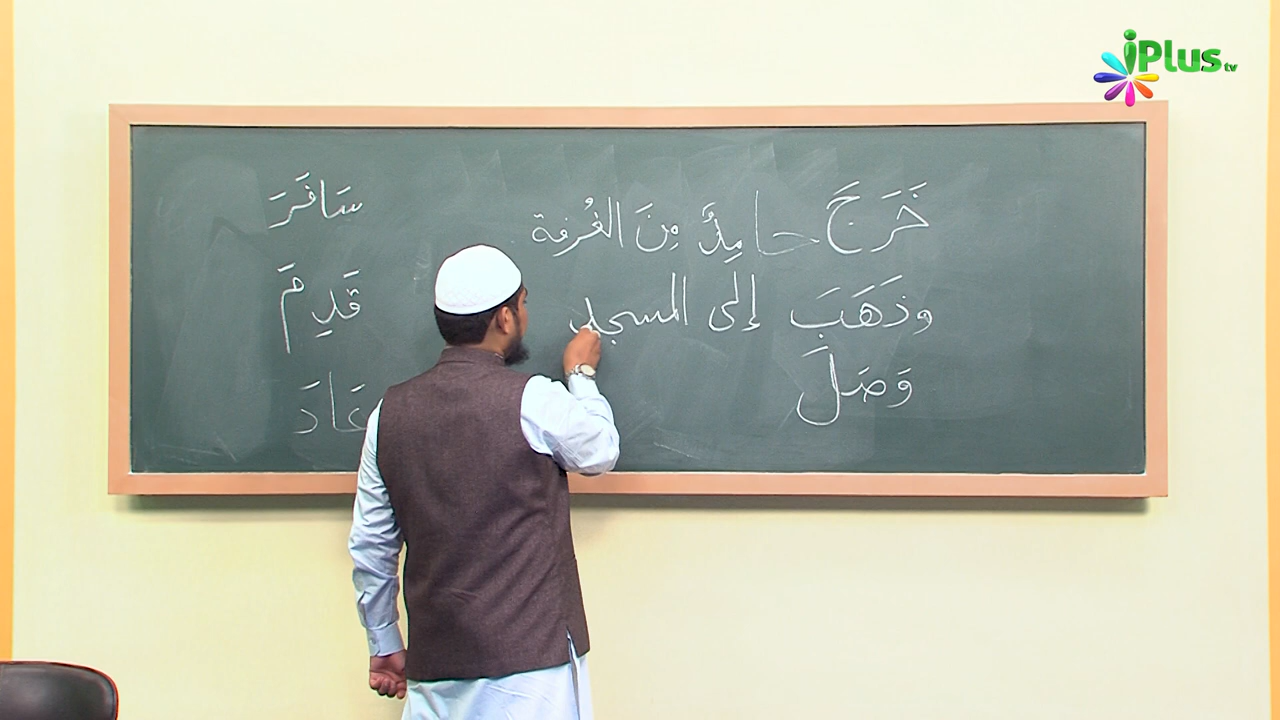 iPlus tv
خَرَجَ حامِدٌ مِنَ الغُرفة
وذَهَبَ إلى المسجد
وَصَلَ
سَافَرَ
قَدِمَ
عَادَ